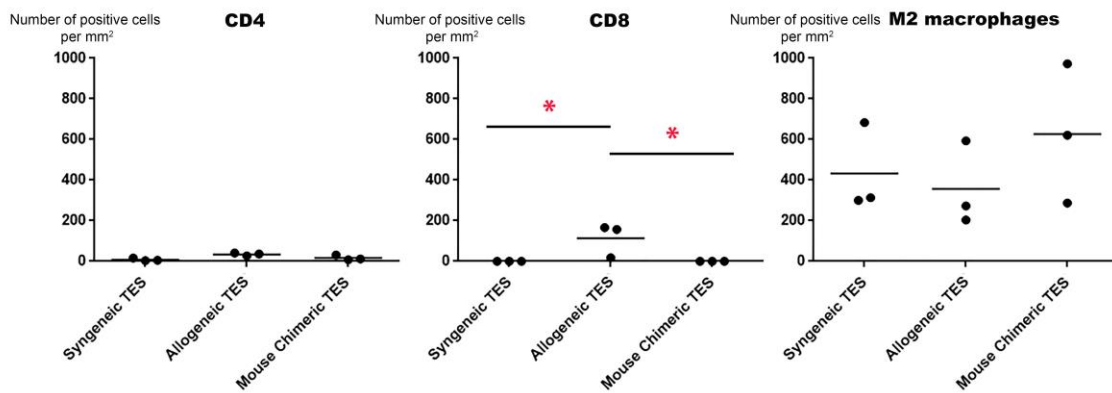 Number of positive cells
per mm²
CD4
1000
800
600
400
200
0
Syngeneic TES
Allogeneic TES
Mouse Chimeric TES
Number of positive cells
per mm²
CD8
1000
800
600
400
200
0
*
*
Syngeneic TES
Allogeneic TES
Mouse Chimeric TES
Number of positive cells
per mm²
M2 macrophages
1000
800
600
400
200
0
Syngeneic TES
Allogeneic TES
Mouse Chimeric TES